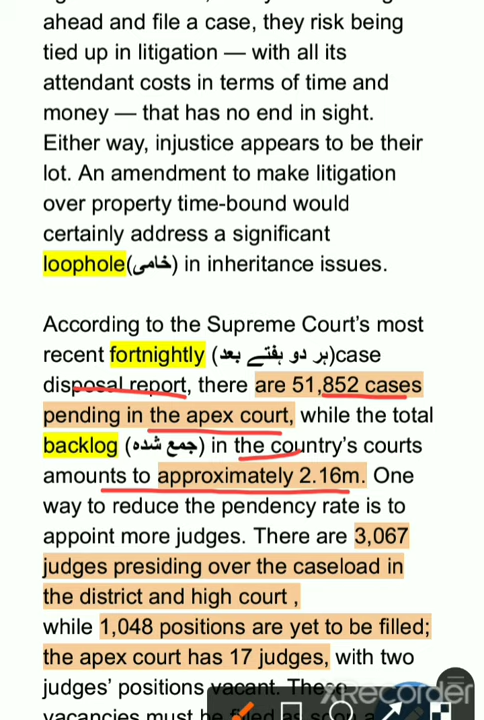 ahead and file a case, they risk being
tied up in litigation — with all its
attendant costs in terms of time and
money — that has no end in sight.
Either way, injustice appears to be their
lot. An amendment to make litigation
over property time-bound would
certainly address a significant
loophole(خامی) in inheritance issues.
According to the Supreme Court's most
recent fortnightly (ہر دو ہفتے بعد)case
disposal report, there are 51,852 cases
pending in the apex court, while the total
backlog (جمع شدہ) in the country's courts
amounts to approximately 2.16m. One
way to reduce the pendency rate is to
appoint more judges. There are 3,067
judges presiding over the caseload in
the district and high court ,
while 1,048 positions are yet to be filled;
the apex court has 17 judges, with two
judges' positions vacant. These
XRecorder
vacancies must be filled as soon